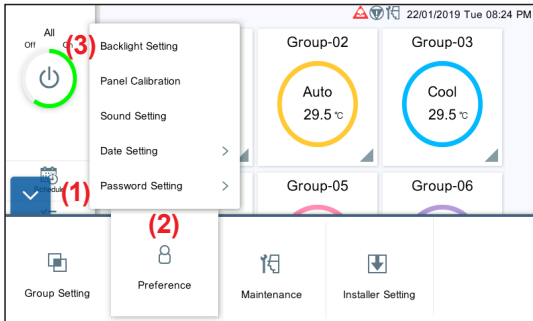 22/01/2019 Tue 08:24 PM
All
Off
On
(3)
Backlight Setting
Panel Calibration
Sound Setting
Date Setting >
Password Setting >
Group-02
Auto
29.5 ℃
Group-03
Cool
29.5 ℃
Schedule
(1)
Group-05
Group-06
(2)
Group Setting
Preference
Maintenance
Installer Setting